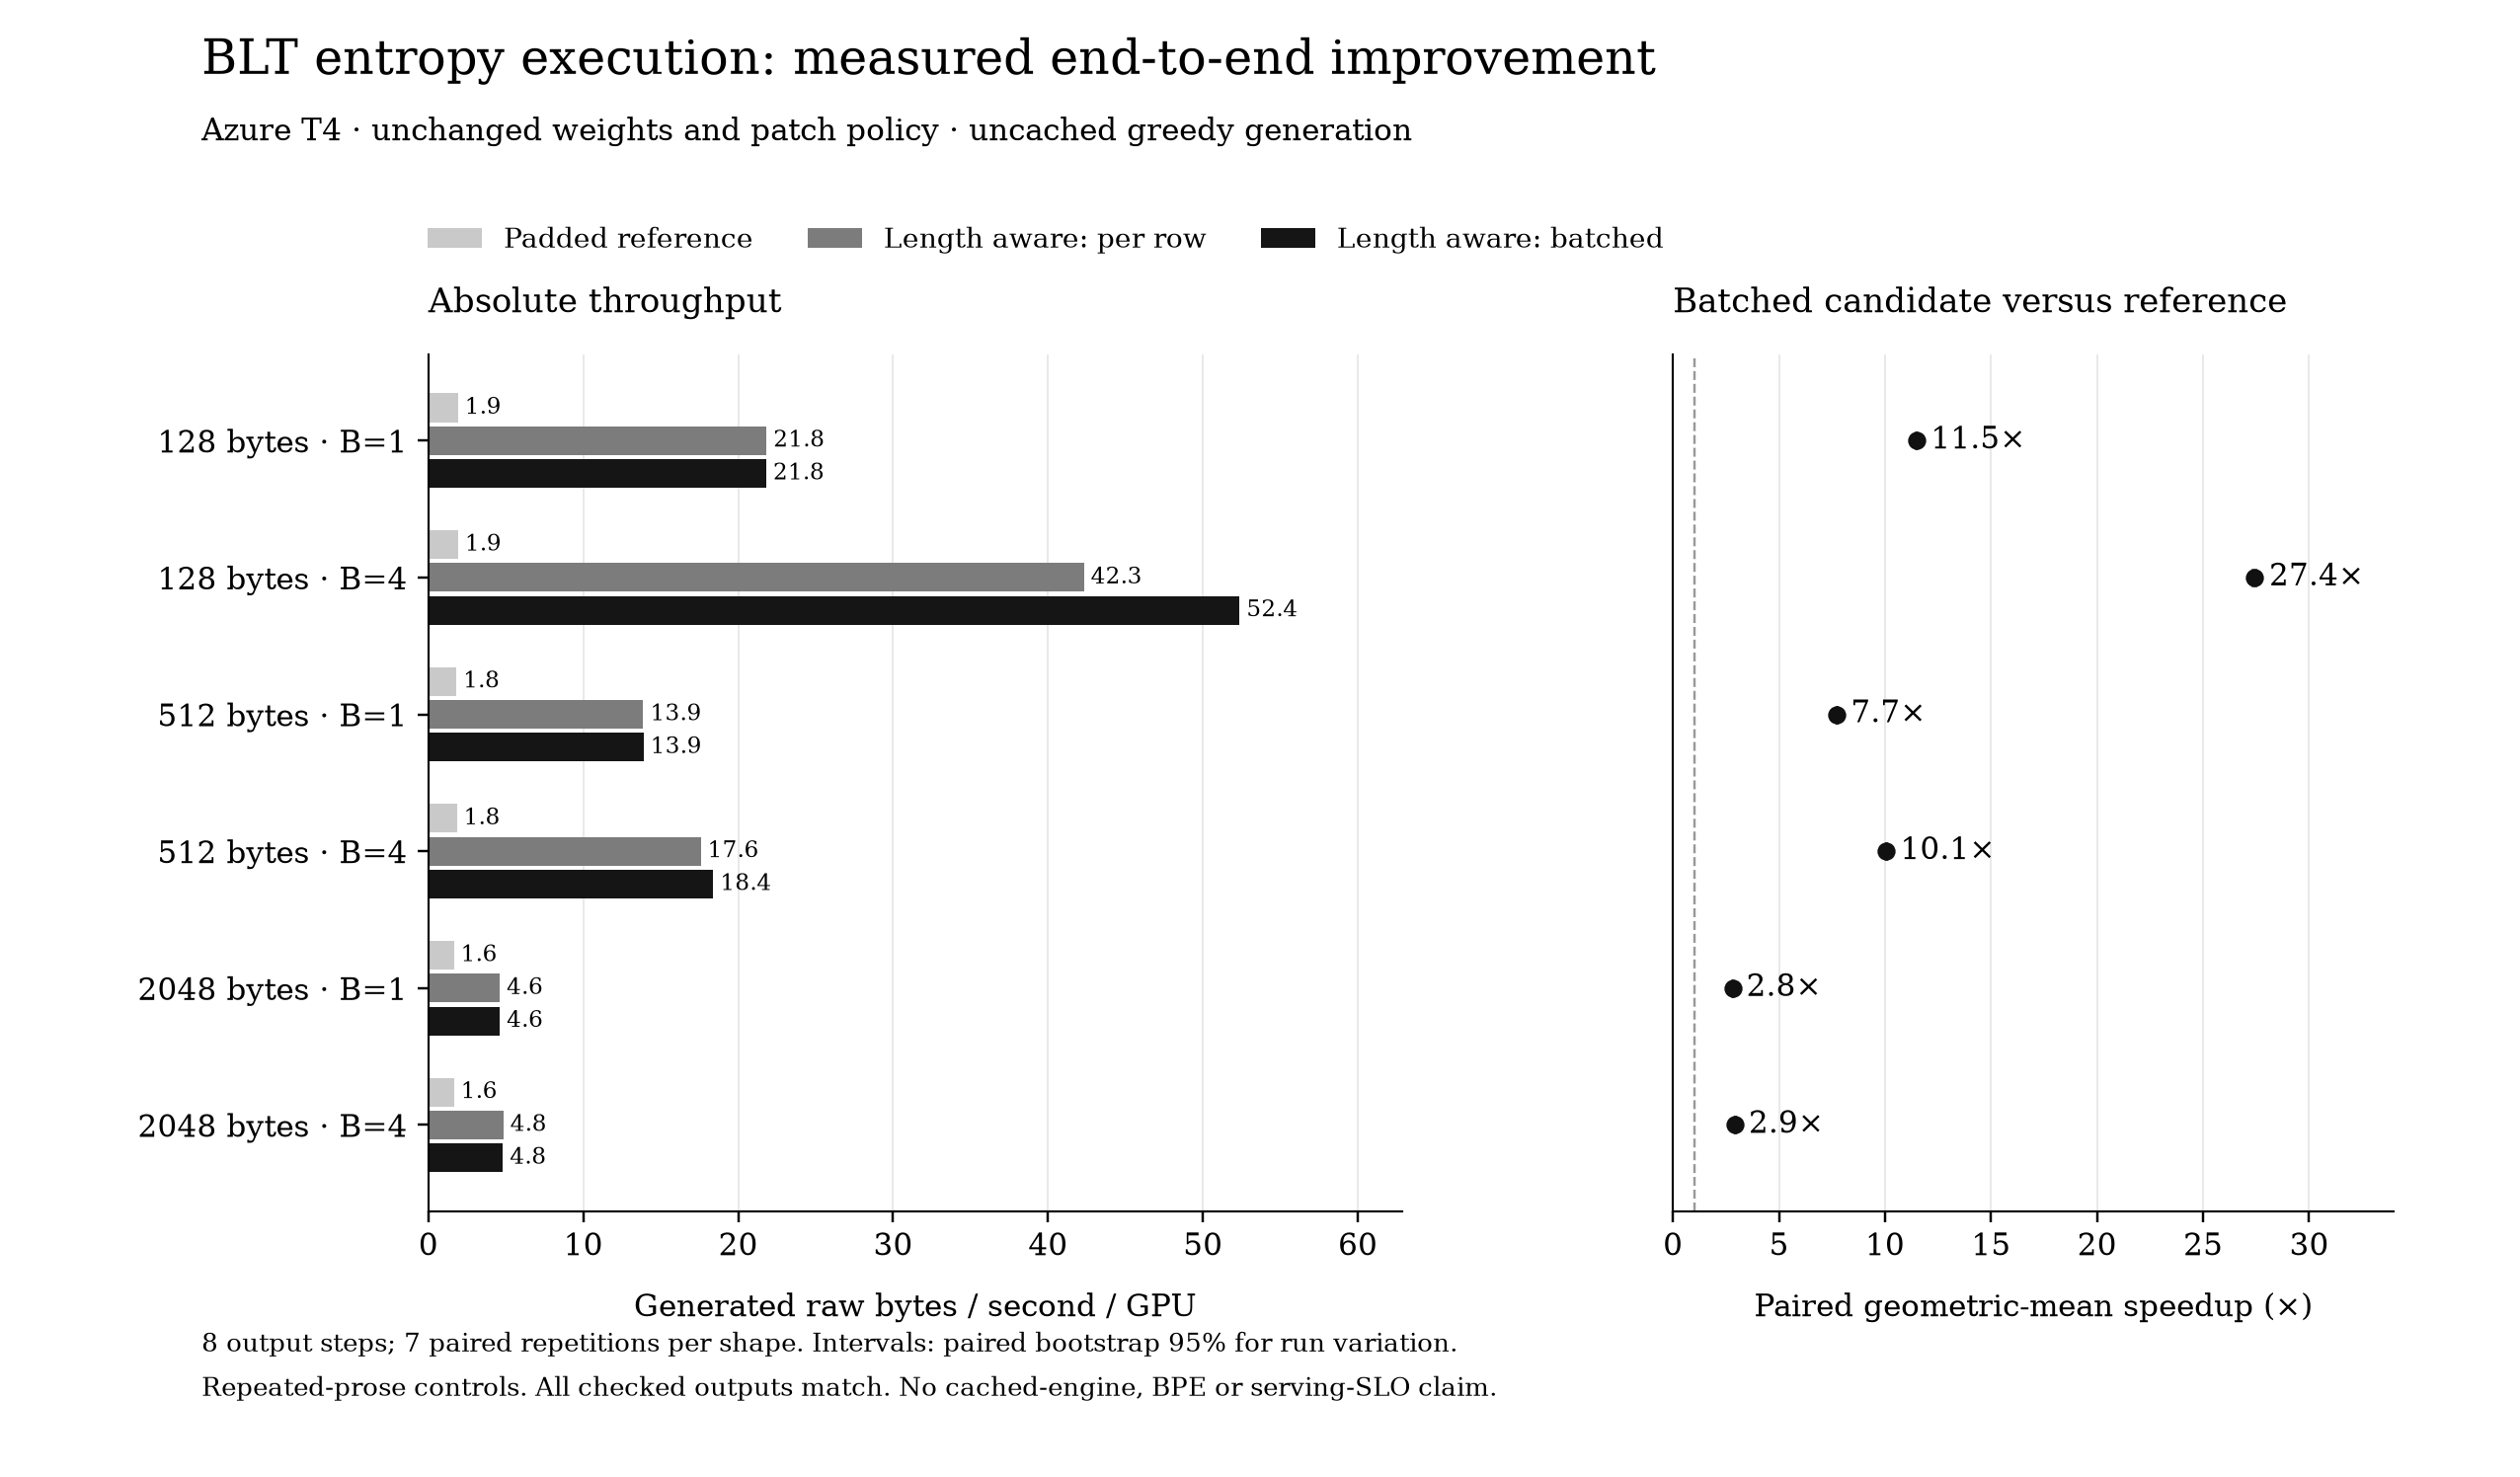 BLT entropy execution: measured end-to-end improvement
Azure T4 · unchanged weights and patch policy · uncached greedy generation
Padded reference
Length aware: per row
Length aware: batched
Absolute throughput
128 bytes · B=1
1.9
21.8
21.8
128 bytes · B=4
1.9
42.3
52.4
512 bytes · B=1
1.8
13.9
13.9
512 bytes · B=4
1.8
17.6
18.4
2048 bytes · B=1
1.6
4.6
4.6
2048 bytes · B=4
1.6
4.8
4.8
0 10 20 30 40 50 60
Generated raw bytes / second / GPU
Batched candidate versus reference
11.5×
27.4×
7.7×
10.1×
2.8×
2.9×
0 5 10 15 20 25 30
Paired geometric-mean speedup (×)
8 output steps; 7 paired repetitions per shape. Intervals: paired bootstrap 95% for run variation.
Repeated-prose controls. All checked outputs match. No cached-engine, BPE or serving-SLO claim.